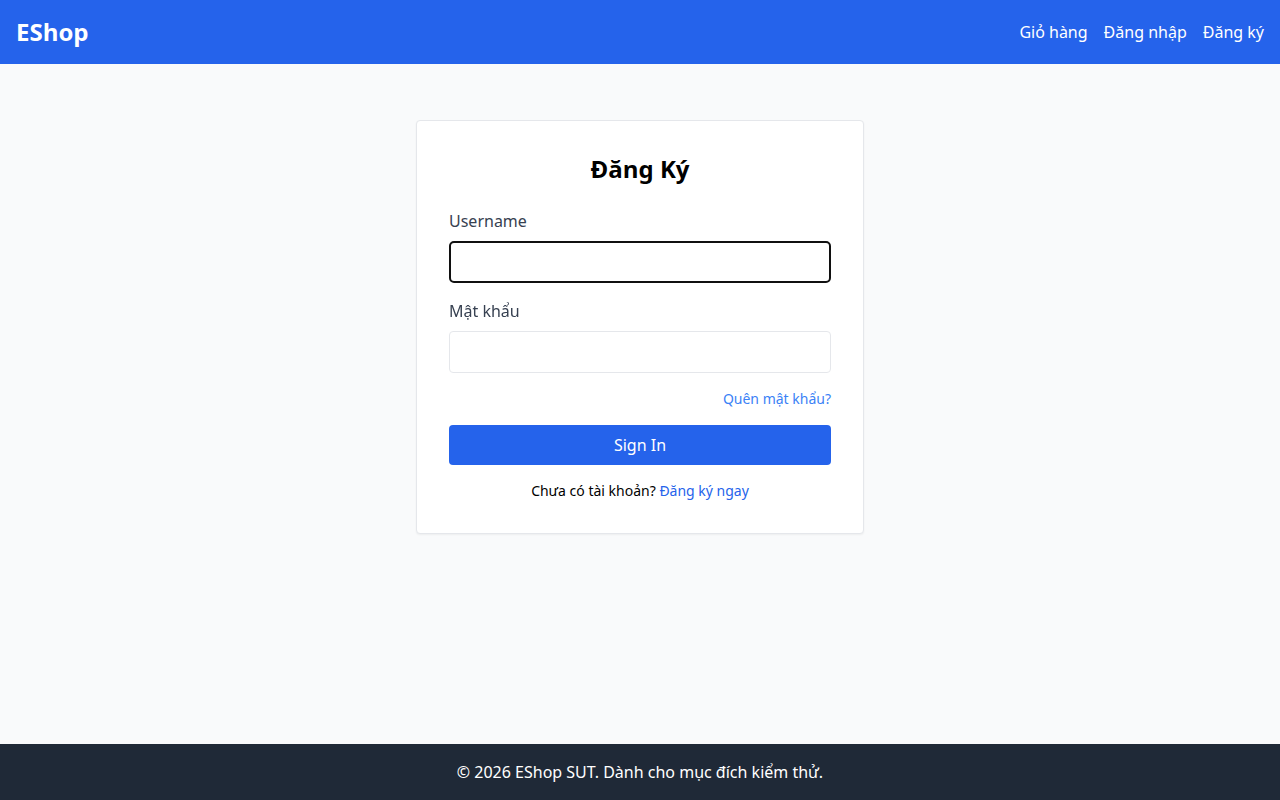 EShop
Giỏ hàng Đăng nhập Đăng ký
Đăng Ký
Username
Mật khẩu
Quên mật khẩu?
Sign In
Chưa có tài khoản? Đăng ký ngay
© 2026 EShop SUT. Dành cho mục đích kiểm thử.